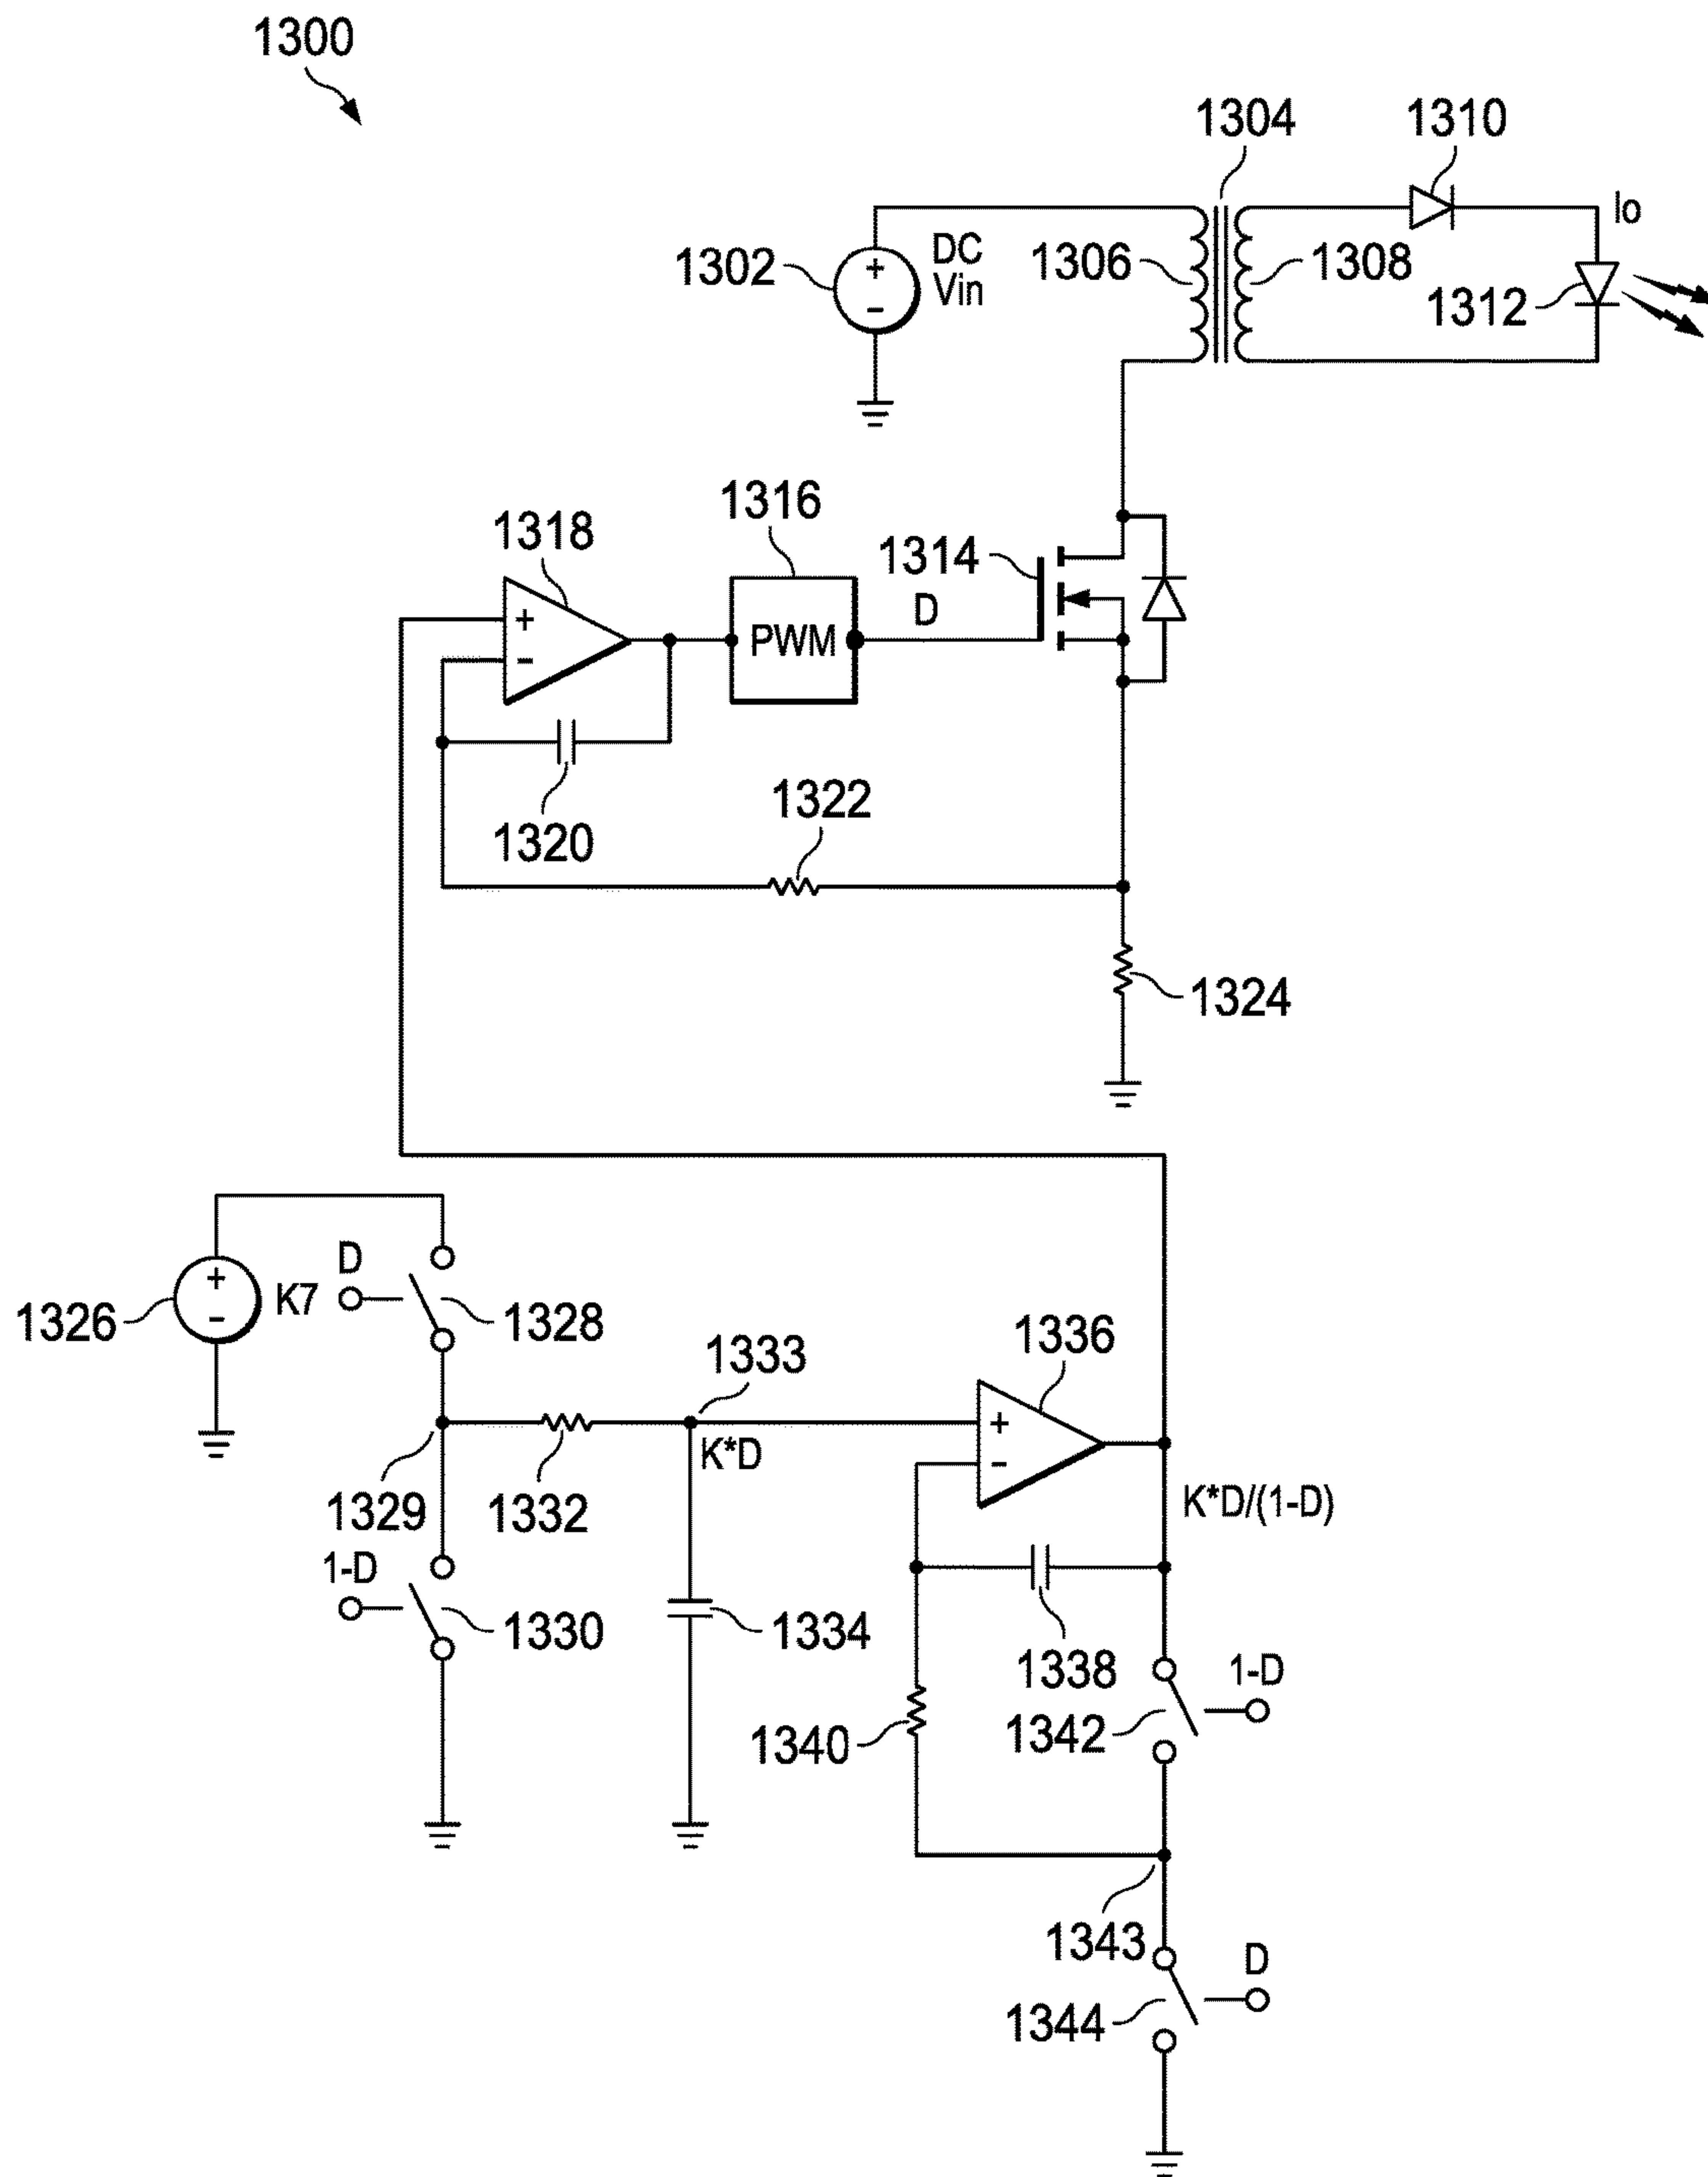 1300
1304
1310
Io
1302
+
-
DC
Vin
1306
1308
1312
1316
1318
1314
D
+
-
PWM
1320
1322
1324
1326
+
-
K7
D
1328
1333
1336
K*D
+
-
1329
1332
K*D/(1-D)
1-D
1330
1334
1338
1-D
1340
1342
1343
D
1344